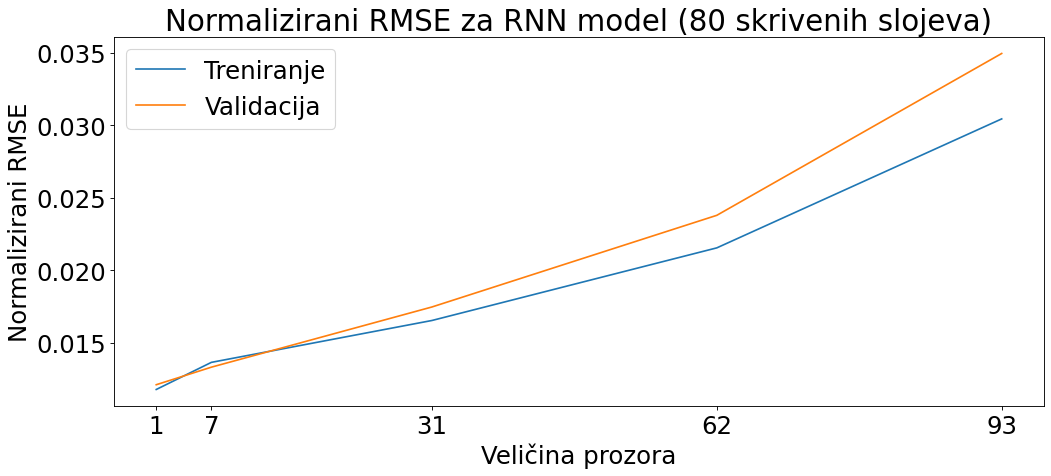 Normalizirani RMSE za RNN model (80 skrivenih slojeva)
Treniranje
Validacija
Normalizirani RMSE
0.035
0.030
0.025
0.020
0.015
1 7 31 62 93
Veličina prozora